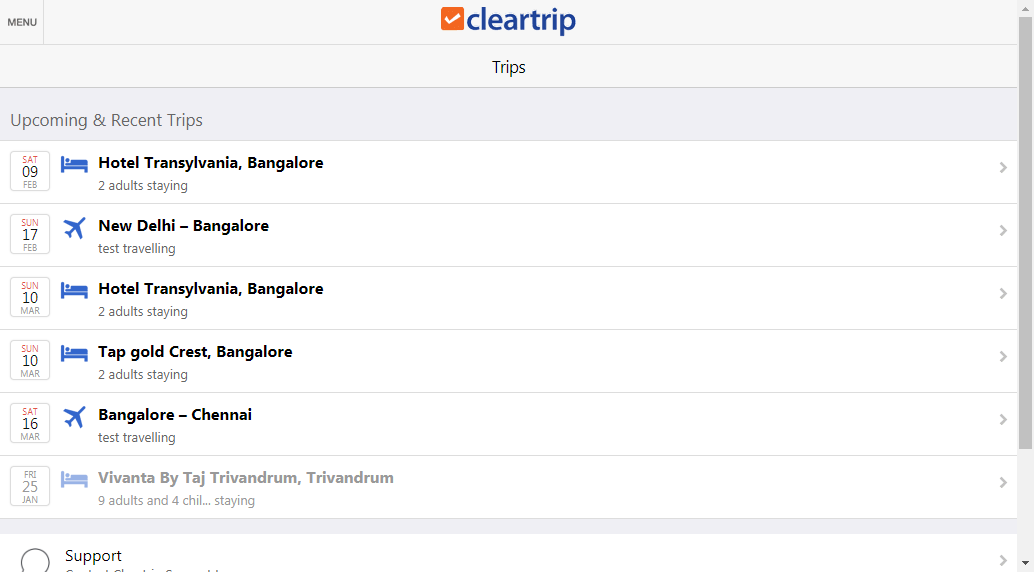 MENU
cleartrip
Trips
Upcoming & Recent Trips
SAT
09
FEB
Hotel Transylvania, Bangalore
2 adults staying
SUN
17
FEB
New Delhi – Bangalore
test travelling
SUN
10
MAR
Hotel Transylvania, Bangalore
2 adults staying
SUN
10
MAR
Tap gold Crest, Bangalore
2 adults staying
SAT
16
MAR
Bangalore – Chennai
test travelling
FRI
25
JAN
Vivanta By Taj Trivandrum, Trivandrum
9 adults and 4 chil... staying
Support